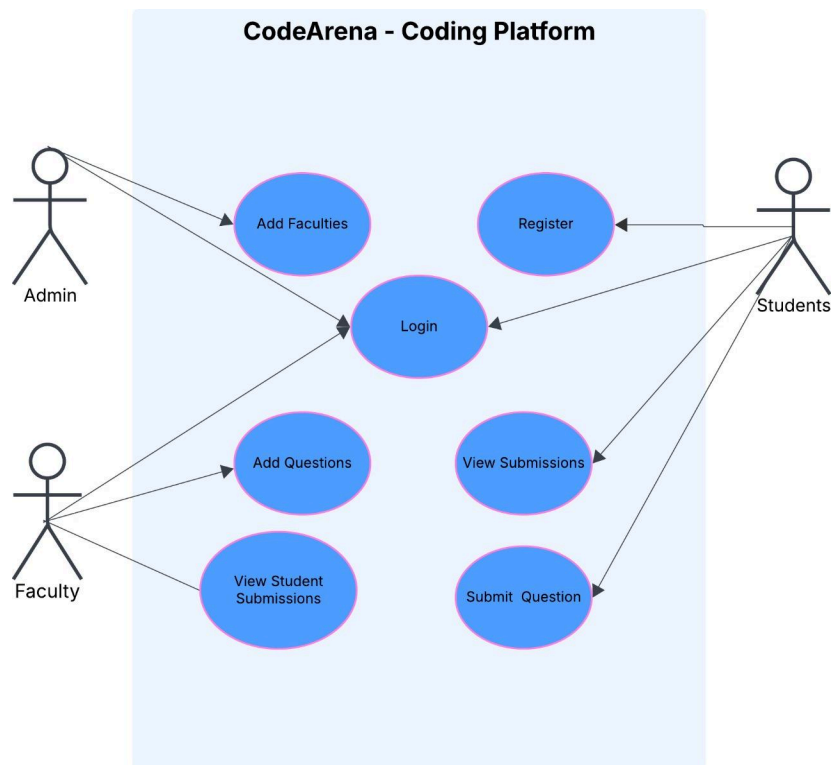 CodeArena - Coding Platform
Add Faculties
Register
Admin
Students
Login
Add Questions
View Submissions
Faculty
View Student
Submissions
Submit  Question